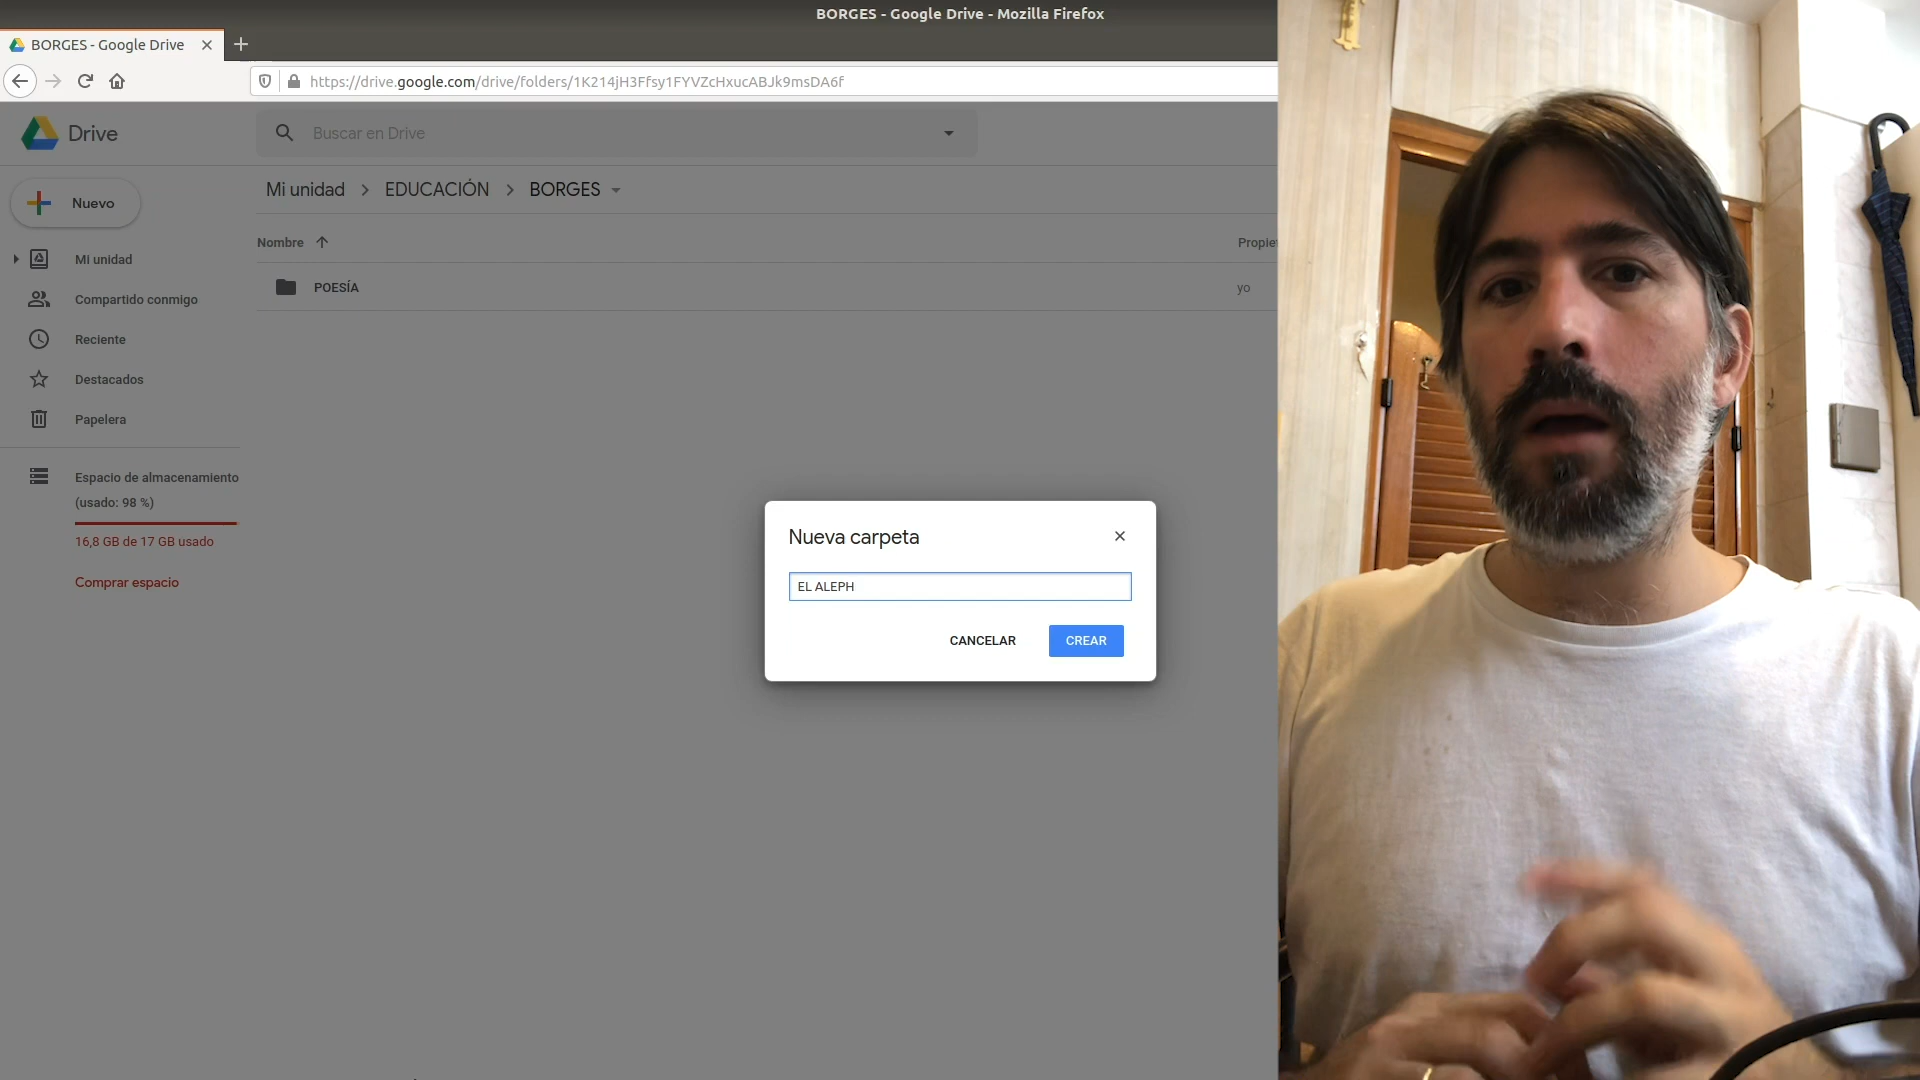 BORGES - Google Drive - Mozilla Firefox
BORGES - Google Drive
https://drive.google.com/drive/folders/1K214jH3Ffsy1FYVZcHxucABJk9msDA6f
Drive
Buscar en Drive
Nuevo
Mi unidad > EDUCACIÓN > BORGES
Nombre
Propiet
POESÍA
yo
Mi unidad
Compartido conmigo
Reciente
Destacados
Papelera
Espacio de almacenamiento
(usado: 98 %)
16,8 GB de 17 GB usado
Comprar espacio
Nueva carpeta
EL ALEPH
CANCELAR
CREAR